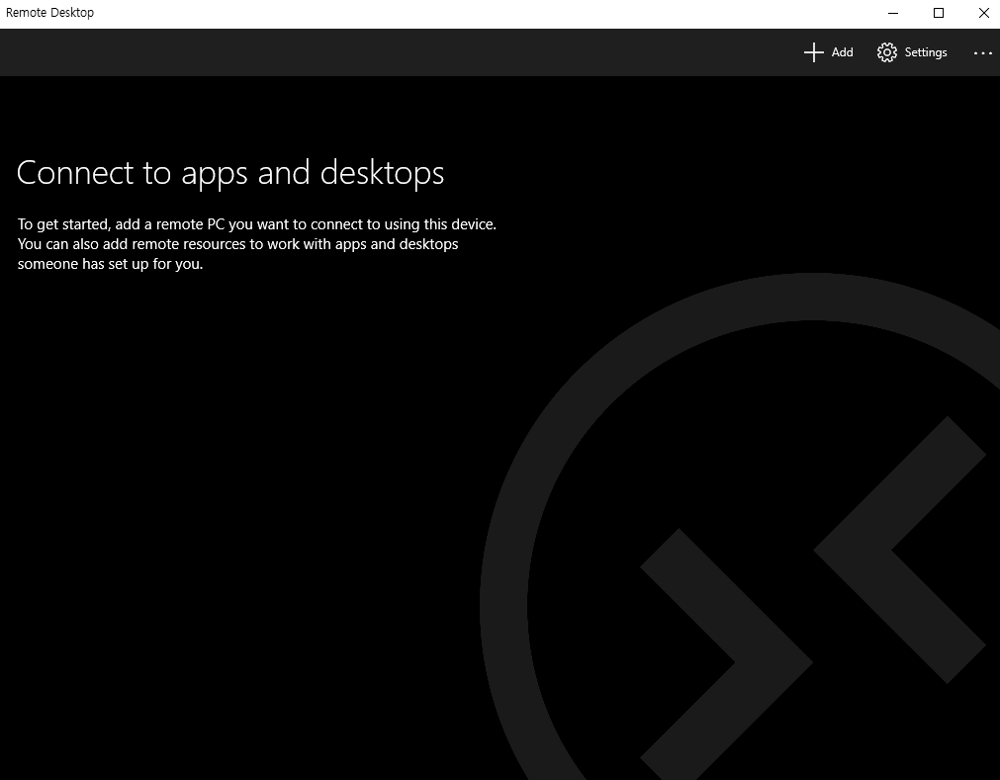 Remote Desktop
Add
Settings
Connect to apps and desktops
To get started, add a remote PC you want to connect to using this device.
You can also add remote resources to work with apps and desktops
someone has set up for you.